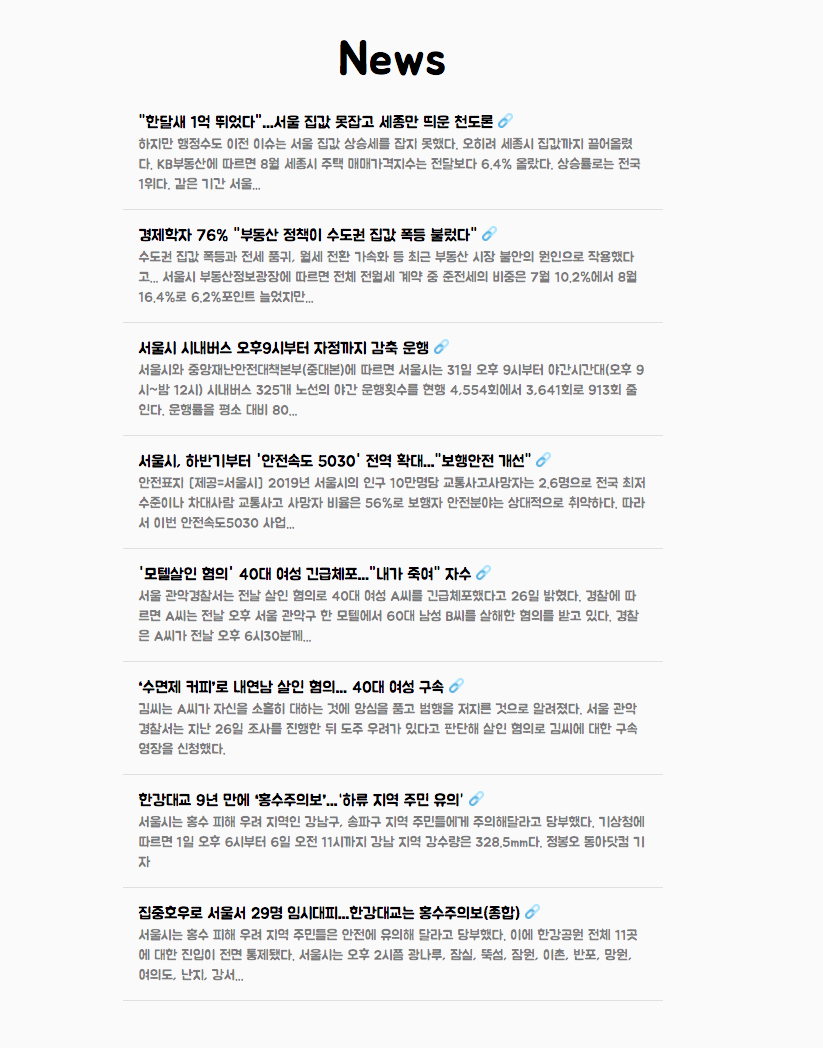 News
"한달새 1억 뛰었다"...서울 집값 못잡고 세종만 띄운 천도론
하지만 행정수도 이전 이슈는 서울 집값 상승세를 잡지 못했다. 오히려 세종시 집값까지 끌어올렸
다. KB부동산에 따르면 8월 세종시 주택 매매가격지수는 전달보다 6.4% 올랐다. 상승률로는 전국
1위다. 같은 기간 서울...
경제학자 76% "부동산 정책이 수도권 집값 폭등 불렀다"
수도권 집값 폭등과 전세 품귀, 월세 전환 가속화 등 최근 부동산 시장 불안의 원인으로 작용했다
고... 서울시 부동산정보광장에 따르면 전체 전월세 계약 중 준전세의 비중은 7월 10.2%에서 8월
16.4%로 6.2%포인트 늘었지만...
서울시 시내버스 오후9시부터 자정까지 감축 운행
서울시와 중앙재난안전대책본부(중대본)에 따르면 서울시는 31일 오후 9시부터 야간시간대(오후 9
시~밤 12시) 시내버스 325개 노선의 야간 운행횟수를 현행 4,554회에서 3,641회로 913회 줄
인다. 운행률을 평소 대비 80...
서울시, 하반기부터 '안전속도 5030' 전역 확대..."보행안전 개선"
안전표지 [제공=서울시] 2019년 서울시의 인구 10만명당 교통사고사망자는 2.6명으로 전국 최저
수준이나 차대사람 교통사고 사망자 비율은 56%로 보행자 안전분야는 상대적으로 취약하다. 따라
서 이번 안전속도5030 사업...
'모텔살인 혐의' 40대 여성 긴급체포..."내가 죽여" 자수
서울 관악경찰서는 전날 살인 혐의로 40대 여성 A씨를 긴급체포했다고 26일 밝혔다. 경찰에 따
르면 A씨는 전날 오후 서울 관악구 한 모텔에서 60대 남성 B씨를 살해한 혐의를 받고 있다. 경찰
은 A씨가 전날 오후 6시30분께...
‘수면제 커피’로 내연남 살인 혐의... 40대 여성 구속
김씨는 A씨가 자신을 소홀히 대하는 것에 앙심을 품고 범행을 저지른 것으로 알려졌다. 서울 관악
경찰서는 지난 26일 조사를 진행한 뒤 도주 우려가 있다고 판단해 살인 혐의로 김씨에 대한 구속
영장을 신청했다.
한강대교 9년 만에 ‘홍수주의보’...'하류 지역 주민 유의'
서울시는 홍수 피해 우려 지역인 강남구, 송파구 지역 주민들에게 주의해달라고 당부했다. 기상청에
따르면 1일 오후 6시부터 6일 오전 11시까지 강남 지역 강수량은 328.5mm다. 정봉오 동아닷컴 기
자
집중호우로 서울서 29명 임시대피...한강대교는 홍수주의보(종합)
서울시는 홍수 피해 우려 지역 주민들은 안전에 유의해 달라고 당부했다. 이에 한강공원 전체 11곳
에 대한 진입이 전면 통제됐다. 서울시는 오후 2시쯤 광나루, 잠실, 뚝섬, 잠원, 이촌, 반포, 망원,
여의도, 난지, 강서...